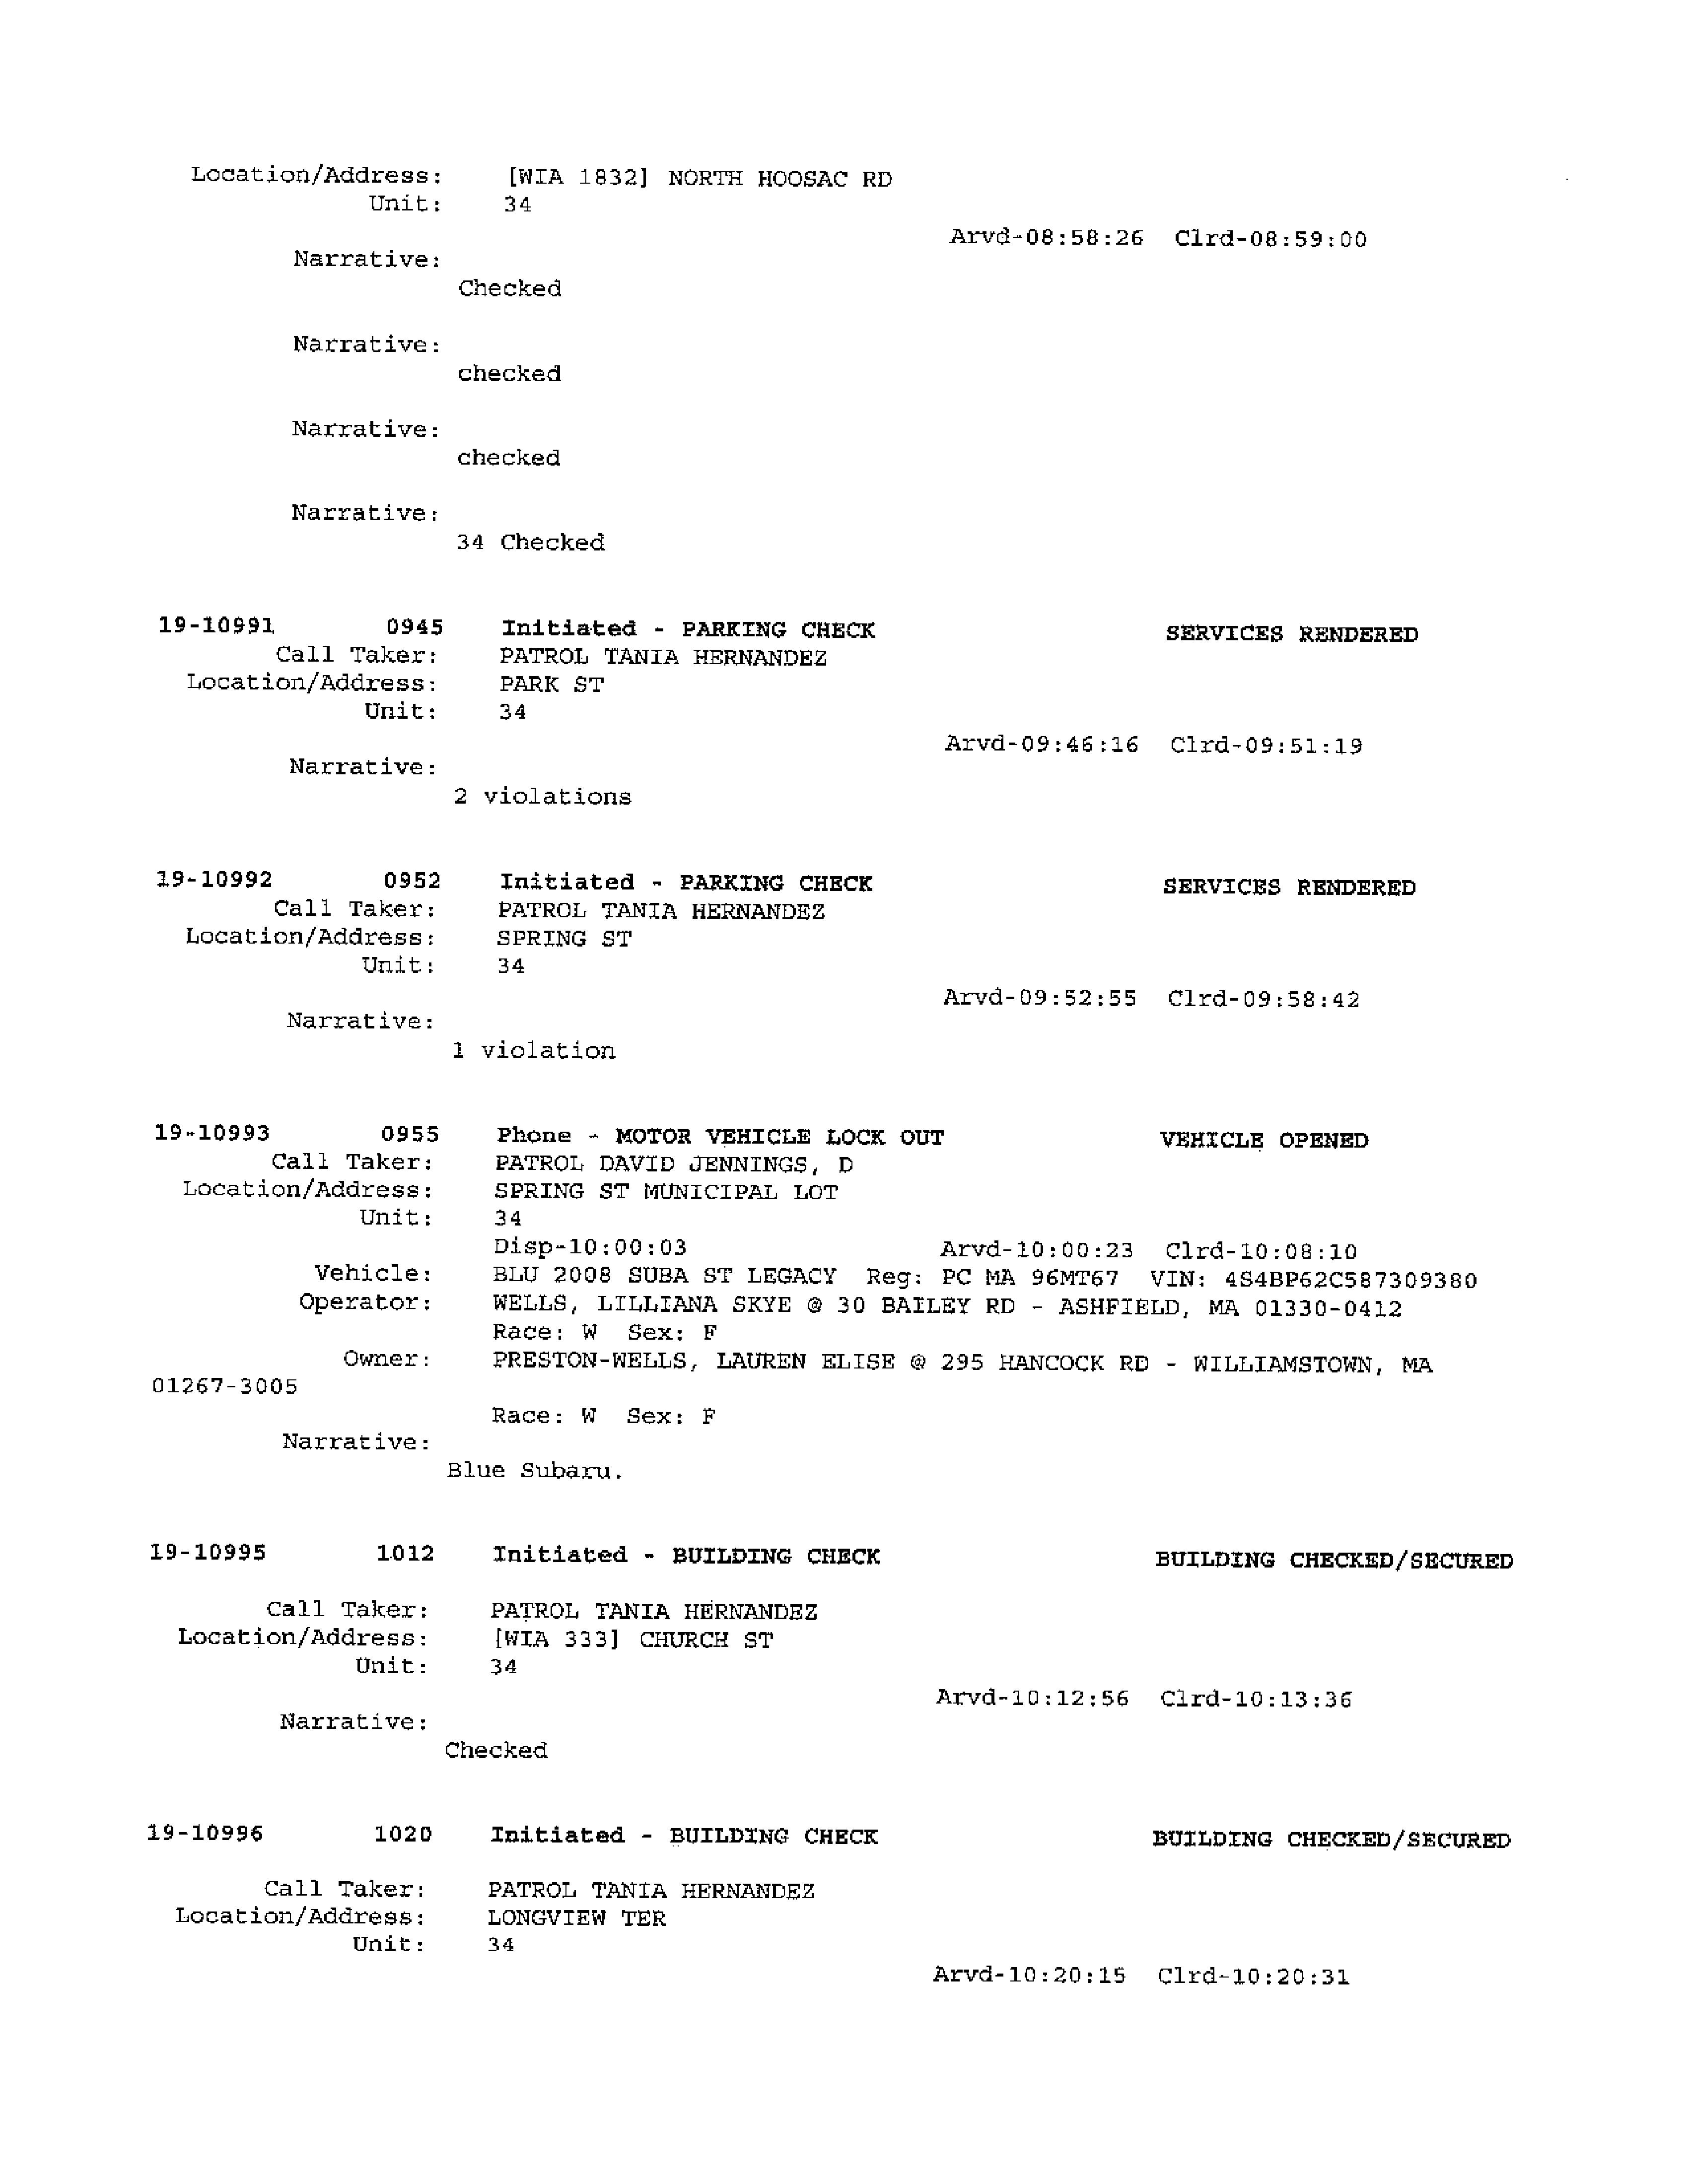 Location/Address: [WIA 1832] NORTH HOOSAC RD
Unit: 34
Arvd-08:58:26 Clrd-08:59:00
Narrative:
Checked
Narrative:
checked
Narrative:
checked
Narrative:
34 Checked
19-10991 0945 Initiated - PARKING CHECK SERVICES RENDERED
Call Taker: PATROL TANIA HERNANDEZ
Location/Address: PARK ST
Unit: 34
Arvd-09:46:16 Clrd-09:51:19
Narrative:
2 violations
19-10992 0952 Initiated - PARKING CHECK SERVICES RENDERED
Call Taker: PATROL TANIA HERNANDEZ
Location/Address: SPRING ST
Unit: 34
Arvd-09:52:55 Clrd-09:58:42
Narrative:
1 violation
19-10993 0955 Phone - MOTOR VEHICLE LOCK OUT VEHICLE OPENED
Call Taker: PATROL DAVID JENNINGS, D
Location/Address: SPRING ST MUNICIPAL LOT
Unit: 34
Disp-10:00:03 Arvd-10:00:23 Clrd-10:08:10
Vehicle: BLU 2008 SUBA ST LEGACY Reg: PC MA 96MT67 VIN: 4S4BP62C587309380
Operator: WELLS, LILLIANA SKYE @ 30 BAILEY RD - ASHFIELD, MA 01330-0412
Race: W Sex: F
Owner: PRESTON-WELLS, LAUREN ELISE @ 295 HANCOCK RD - WILLIAMSTOWN, MA
01267-3005
Race: W Sex: F
Narrative:
Blue Subaru.
19-10995 1012 Initiated - BUILDING CHECK BUILDING CHECKED/SECURED
Call Taker: PATROL TANIA HERNANDEZ
Location/Address: [WIA 333] CHURCH ST
Unit: 34
Arvd-10:12:56 Clrd-10:13:36
Narrative:
Checked
19-10996 1020 Initiated - BUILDING CHECK BUILDING CHECKED/SECURED
Call Taker: PATROL TANIA HERNANDEZ
Location/Address: LONGVIEW TER
Unit: 34
Arvd-10:20:15 Clrd-10:20:31